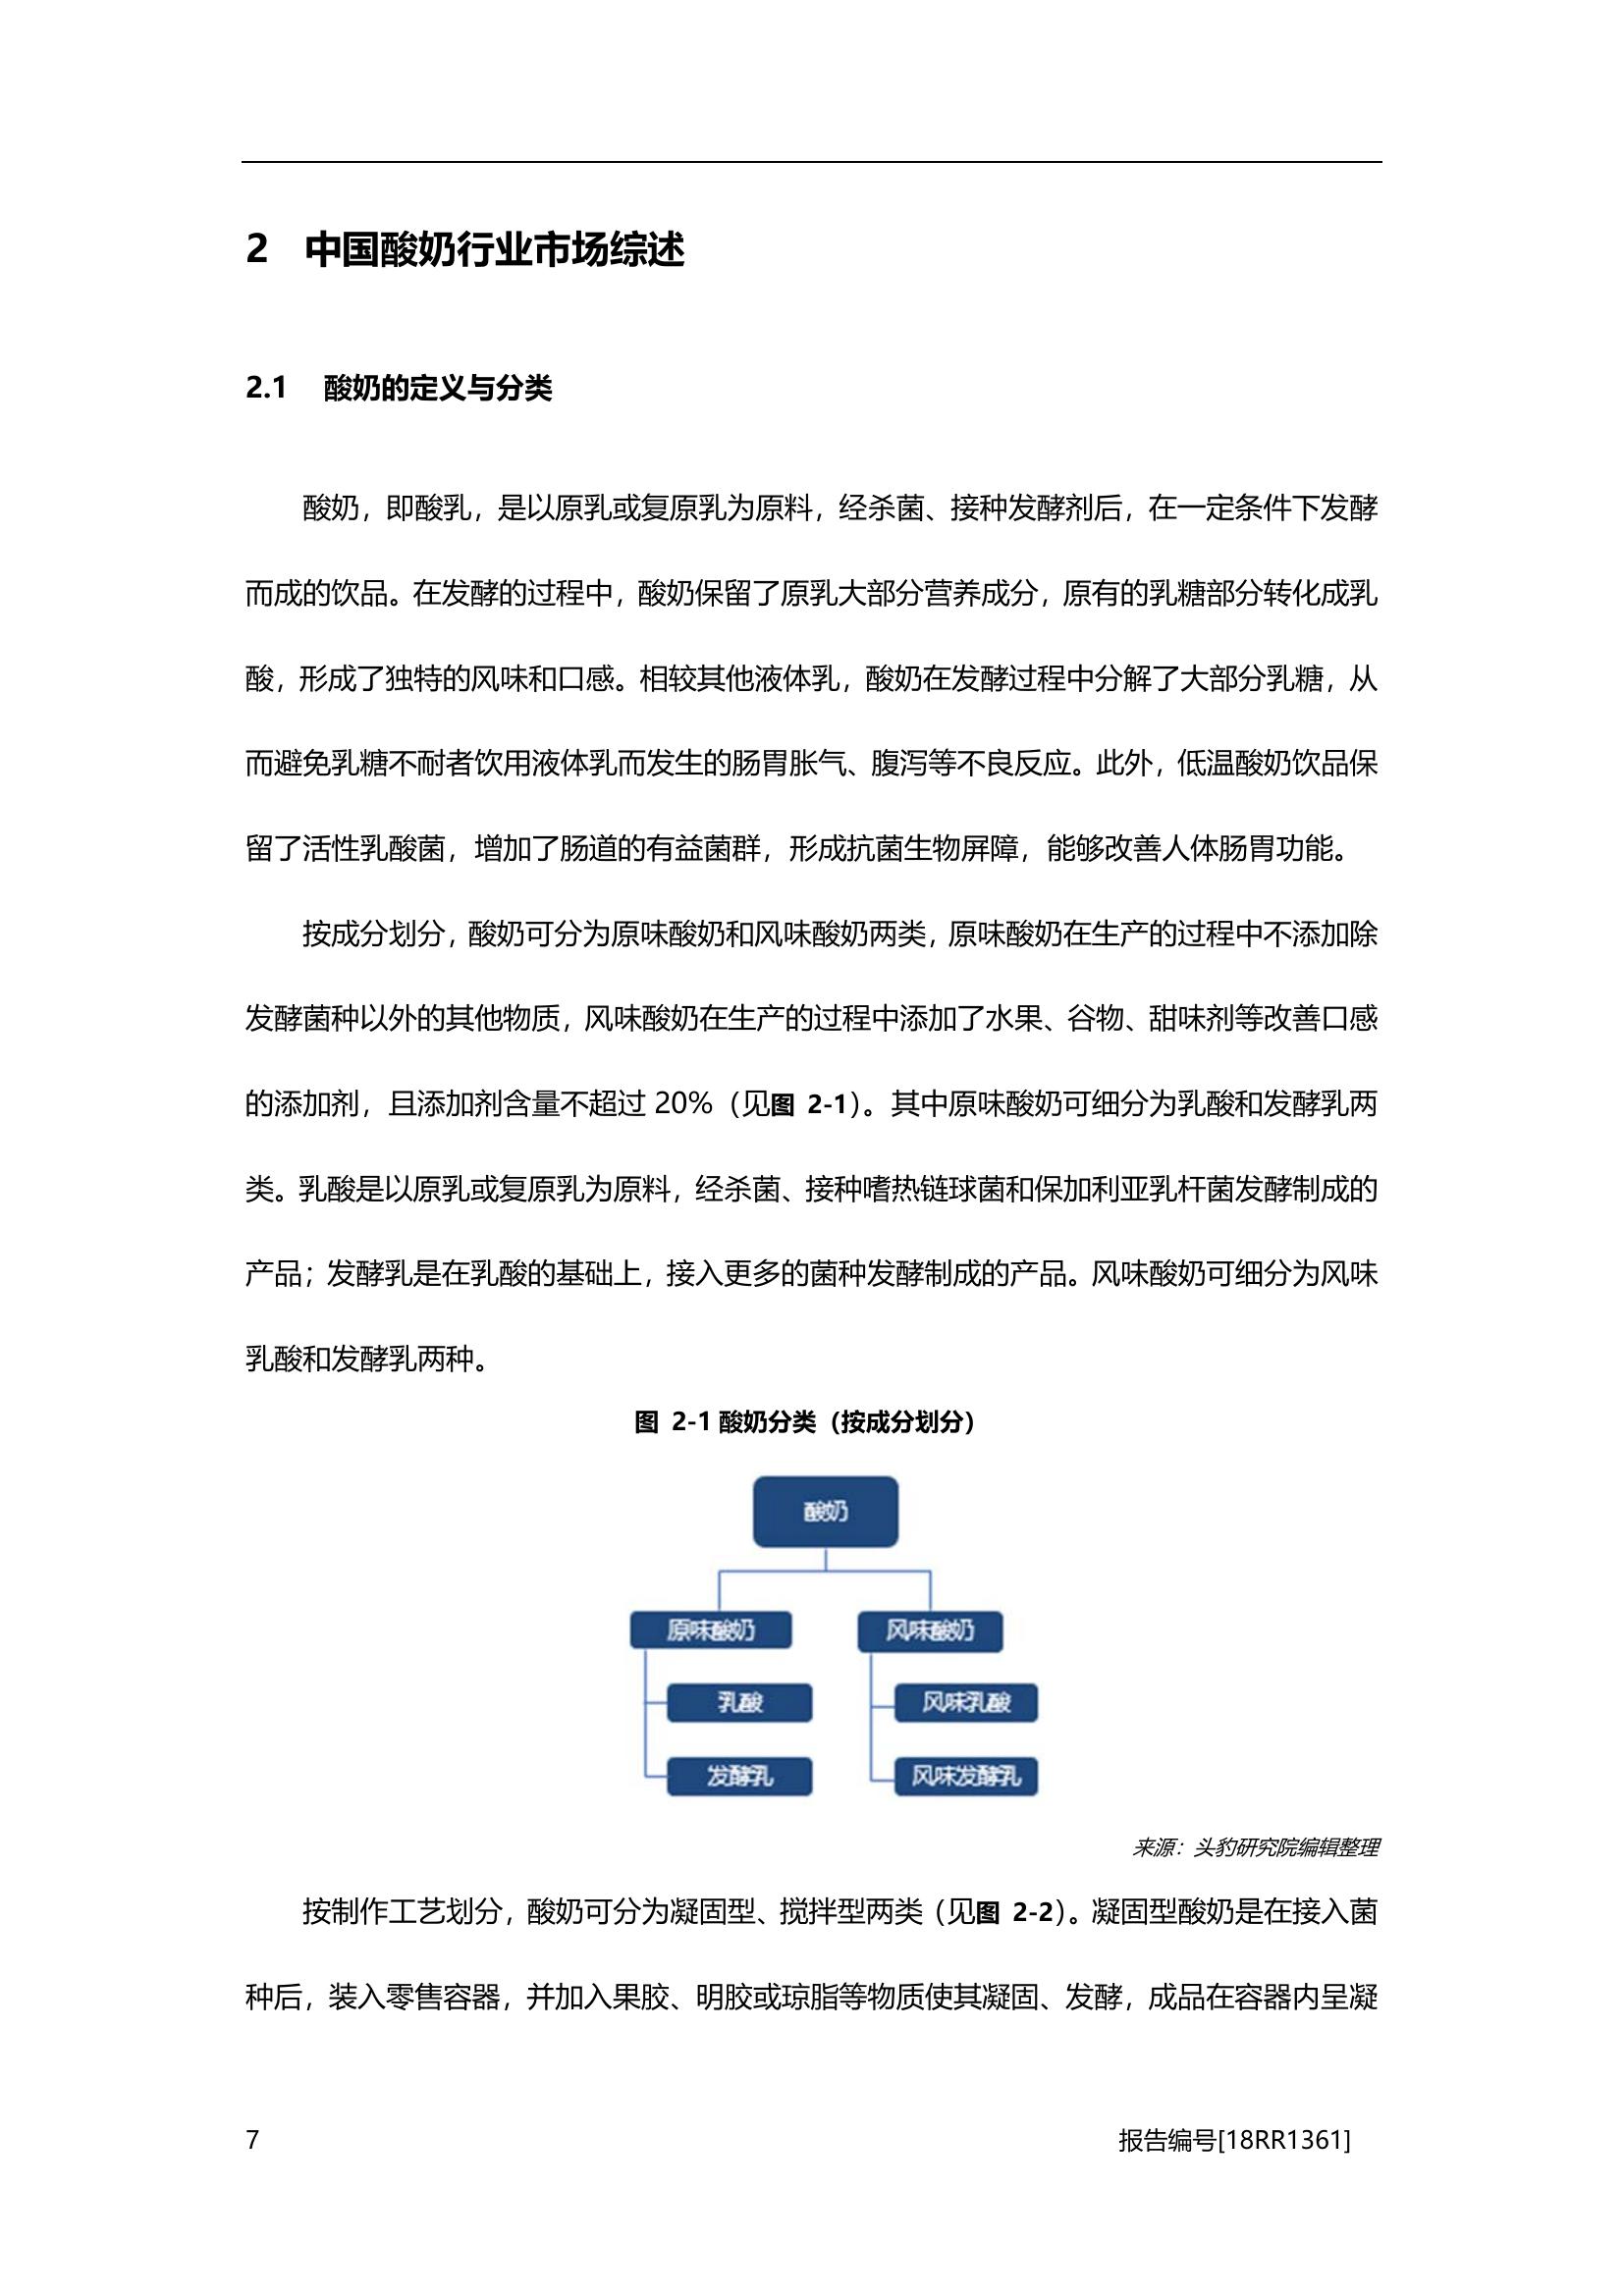 2 中国酸奶行业市场综述
2.1 酸奶的定义与分类
酸奶，即酸乳，是以原乳或复原乳为原料，经杀菌、接种发酵剂后，在一定条件下发酵
而成的饮品。在发酵的过程中，酸奶保留了原乳大部分营养成分，原有的乳糖部分转化成乳
酸，形成了独特的风味和口感。相较其他液体乳，酸奶在发酵过程中分解了大部分乳糖，从
而避免乳糖不耐者饮用液体乳而发生的肠胃胀气、腹泻等不良反应。此外，低温酸奶饮品保
留了活性乳酸菌，增加了肠道的有益菌群，形成抗菌生物屏障，能够改善人体肠胃功能。
按成分划分，酸奶可分为原味酸奶和风味酸奶两类，原味酸奶在生产的过程中不添加除
发酵菌种以外的其他物质，风味酸奶在生产的过程中添加了水果、谷物、甜味剂等改善口感
的添加剂，且添加剂含量不超过 20%（见图 2-1）。其中原味酸奶可细分为乳酸和发酵乳两
类。乳酸是以原乳或复原乳为原料，经杀菌、接种嗜热链球菌和保加利亚乳杆菌发酵制成的
产品；发酵乳是在乳酸的基础上，接入更多的菌种发酵制成的产品。风味酸奶可细分为风味
乳酸和发酵乳两种。
图 2-1 酸奶分类（按成分划分）
酸奶
原味酸奶 风味酸奶
乳酸 风味乳酸
发酵乳 风味发酵乳
来源：头豹研究院编辑整理
按制作工艺划分，酸奶可分为凝固型、搅拌型两类（见图 2-2）。凝固型酸奶是在接入菌
种后，装入零售容器，并加入果胶、明胶或琼脂等物质使其凝固、发酵，成品在容器内呈凝
7 报告编号[18RR1361]